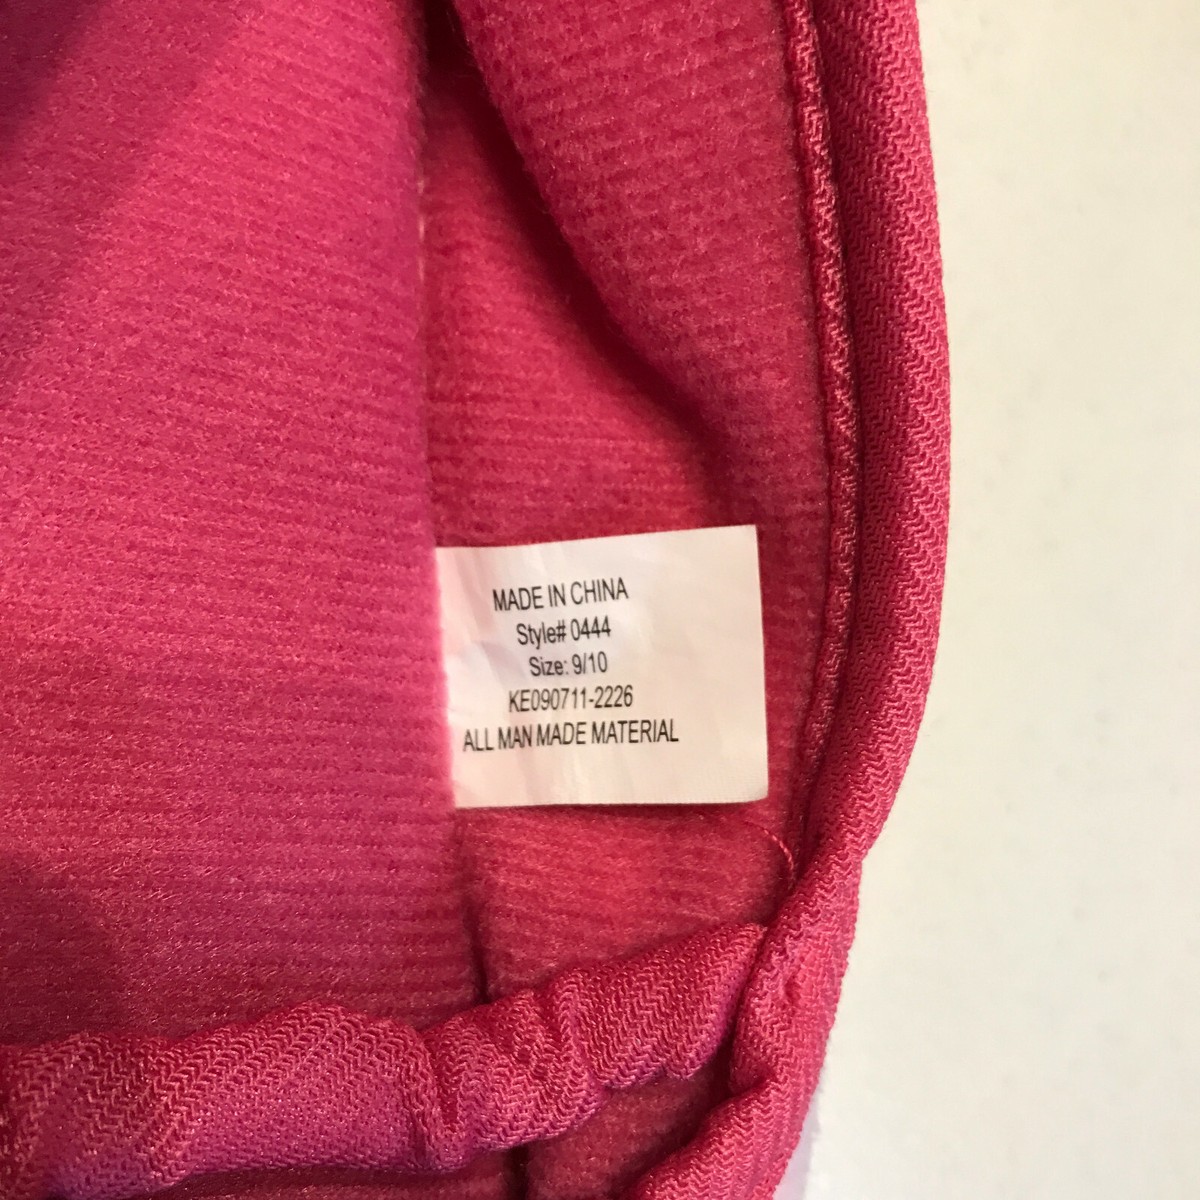 MADE IN CHINA
Style# 0444
Size: 9/10
KE090711-2226
ALL MAN MADE MATERIAL